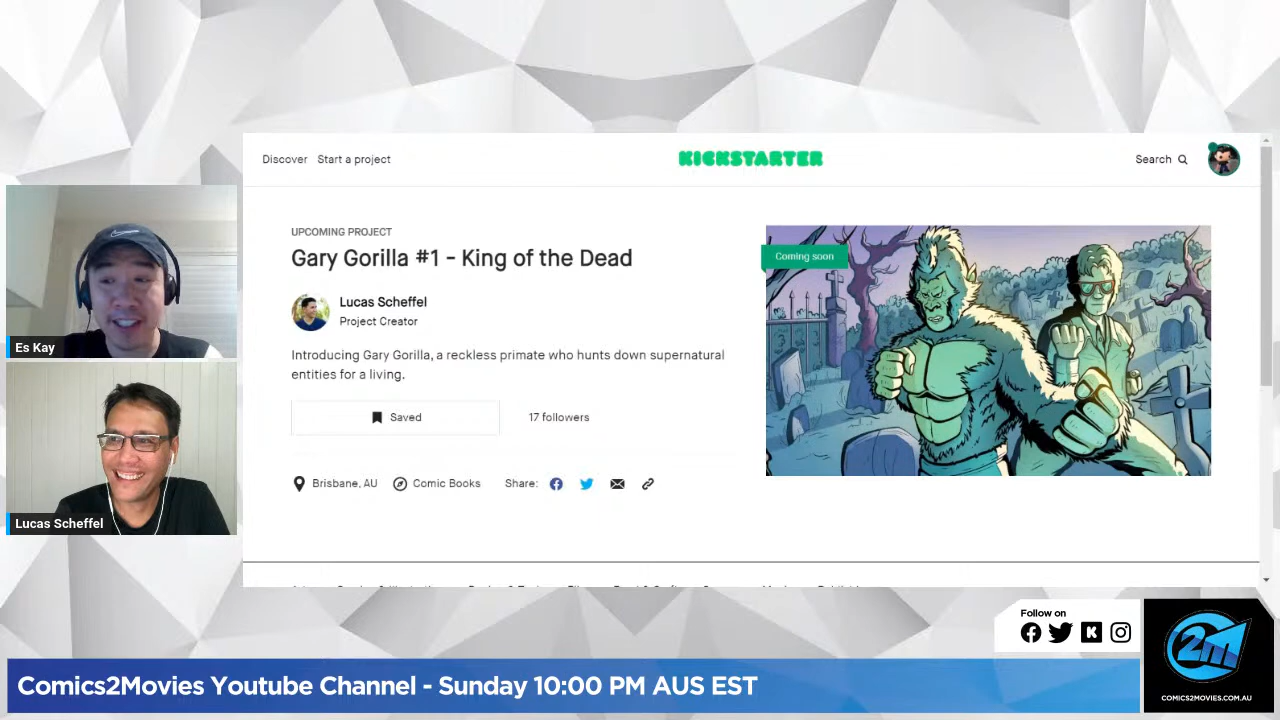 Discover Start a project
KICKSTARTER
Search
UPCOMING PROJECT
Gary Gorilla #1 - King of the Dead
Lucas Scheffel
Project Creator
Introducing Gary Gorilla, a reckless primate who hunts down supernatural
entities for a living.
Saved
17 followers
Brisbane, AU
Comic Books
Share:
Coming soon
Es Kay
Lucas Scheffel
Follow on
2M
COMICS2MOVIES.COM.AU
Comics2Movies Youtube Channel - Sunday 10:00 PM AUS EST